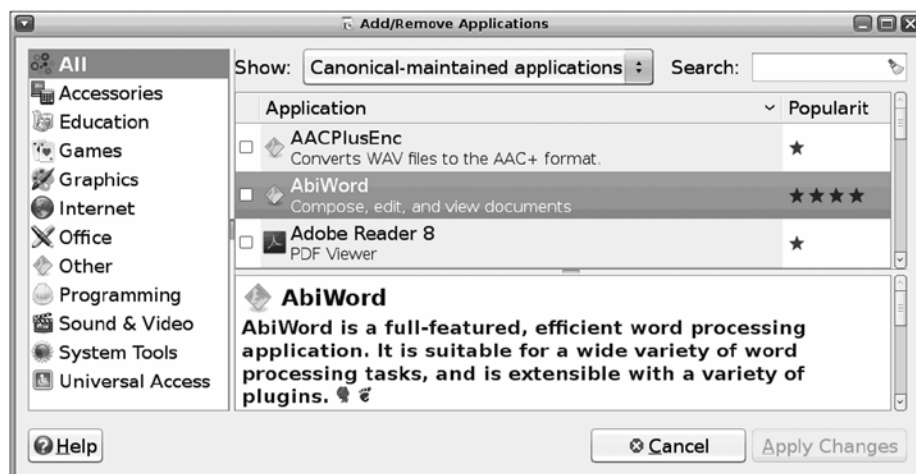 Add/Remove Applications
All
Accessories
Education
Games
Graphics
Internet
Office
Other
Programming
Sound & Video
System Tools
Universal Access
Show: Canonical-maintained applications Search:
Application Popularit
AACPlusEnc
Converts WAV files to the AAC+ format.
AbiWord
Compose, edit, and view documents
Adobe Reader 8
PDF Viewer
AbiWord
AbiWord is a full-featured, efficient word processing
application. It is suitable for a wide variety of word
processing tasks, and is extensible with a variety of
plugins.
Help Cancel Apply Changes